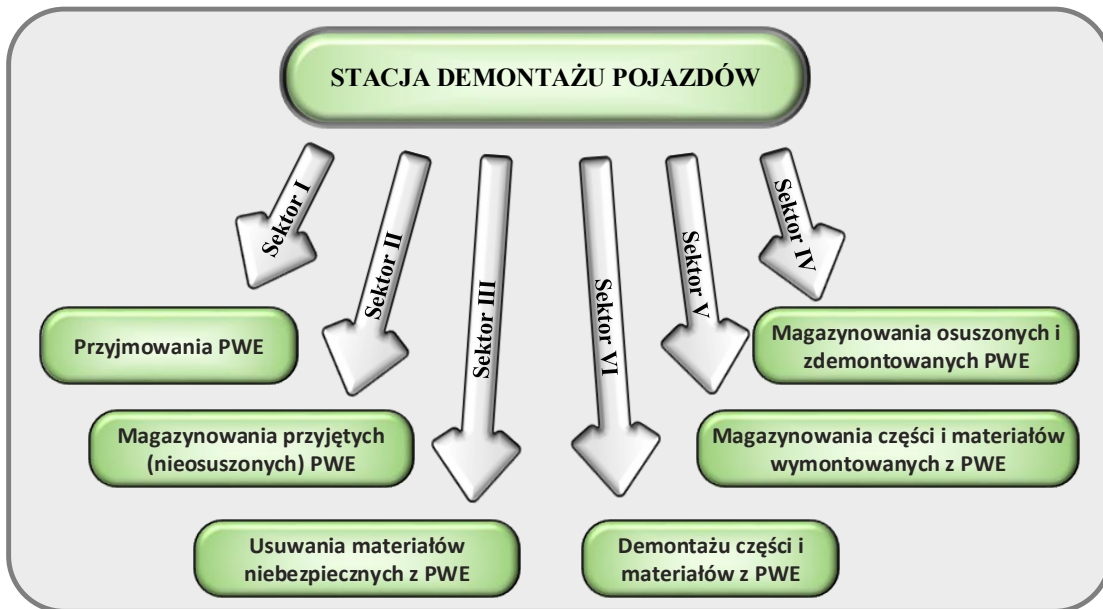 STACJA DEMONTAŻU POJAZDÓW
Sektor I
Sektor II
Sektor III
Sektor VI
Sektor V
Sektor IV
Przyjmowania PWE
Magazynowania osuszonych i
zdemontowanych PWE
Magazynowania przyjętych
(nieosuszonych) PWE
Magazynowania części i materiałów
wymontowanych z PWE
Usuwania materiałów
niebezpiecznych z PWE
Demontażu części i
materiałów z PWE